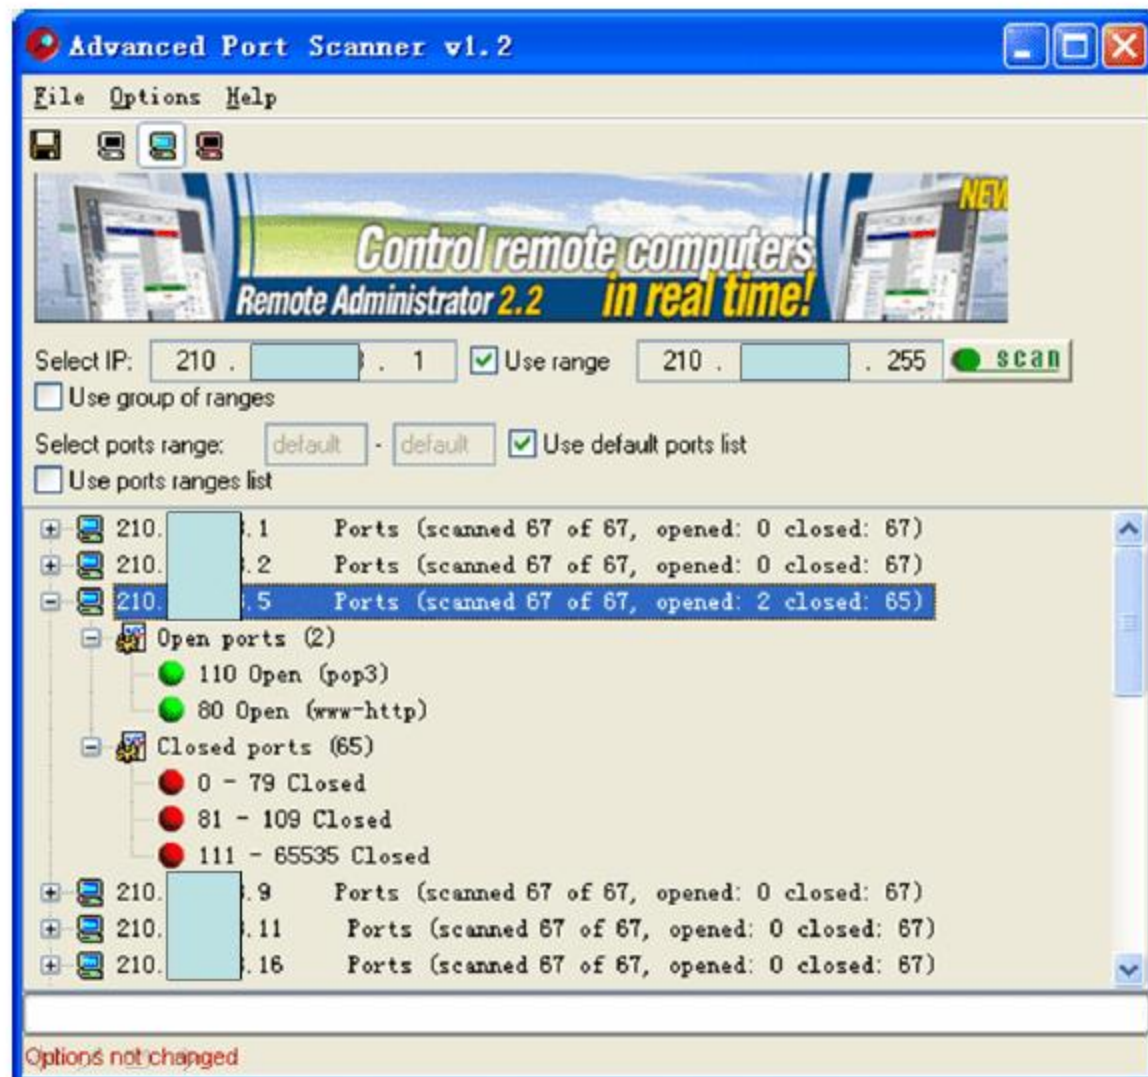 Advanced Port Scanner v1.2
File Options Help
NEW
Control remote computers
Remote Administrator 2.2 in real time!
Select IP: 210 . . 1 Use range 210 . . 255 scan
Use group of ranges
Select ports range: default - default Use default ports list
Use ports ranges list
210. .1 Ports (scanned 67 of 67, opened: 0 closed: 67)
210. .2 Ports (scanned 67 of 67, opened: 0 closed: 67)
210. .5 Ports (scanned 67 of 67, opened: 2 closed: 65)
Open ports (2)
110 Open (pop3)
80 Open (www-http)
Closed ports (65)
0 - 79 Closed
81 - 109 Closed
111 - 65535 Closed
210. .9 Ports (scanned 67 of 67, opened: 0 closed: 67)
210. .11 Ports (scanned 67 of 67, opened: 0 closed: 67)
210. .16 Ports (scanned 67 of 67, opened: 0 closed: 67)
Options not changed